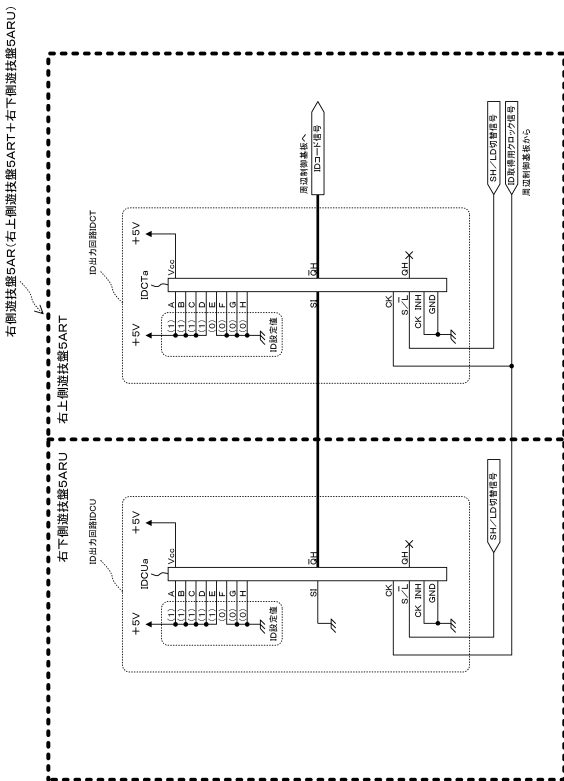 右側遊技盤5AR(右上側遊技盤5ART+右下側遊技盤5ARU)
右下側遊技盤5ARU
ID出力回路IDCU
+5V
+5V
IDCUa
Vcc
(1) A
(1) B
(1) C
(1) D
(1) E
(0) F
(0) G
(0) H
ID設定値
SI
QH
CK
S/L
QH
CK INH
GND
SH/LD切替信号
右上側遊技盤5ART
ID出力回路IDCT
+5V
+5V
IDCTa
Vcc
(1) A
(1) B
(1) C
(1) D
(0) E
(0) F
(0) G
(0) H
ID設定値
SI
QH
周辺制御基板へ
IDコード信号
CK
S/L
QH
CK INH
GND
SH/LD切替信号
ID取得用クロック信号
周辺制御基板から